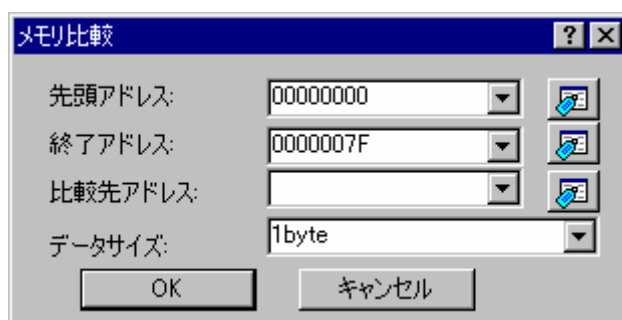 メモリ比較
先頭アドレス: 00000000
終了アドレス: 0000007F
比較先アドレス:
データサイズ: 1byte
OK キャンセル